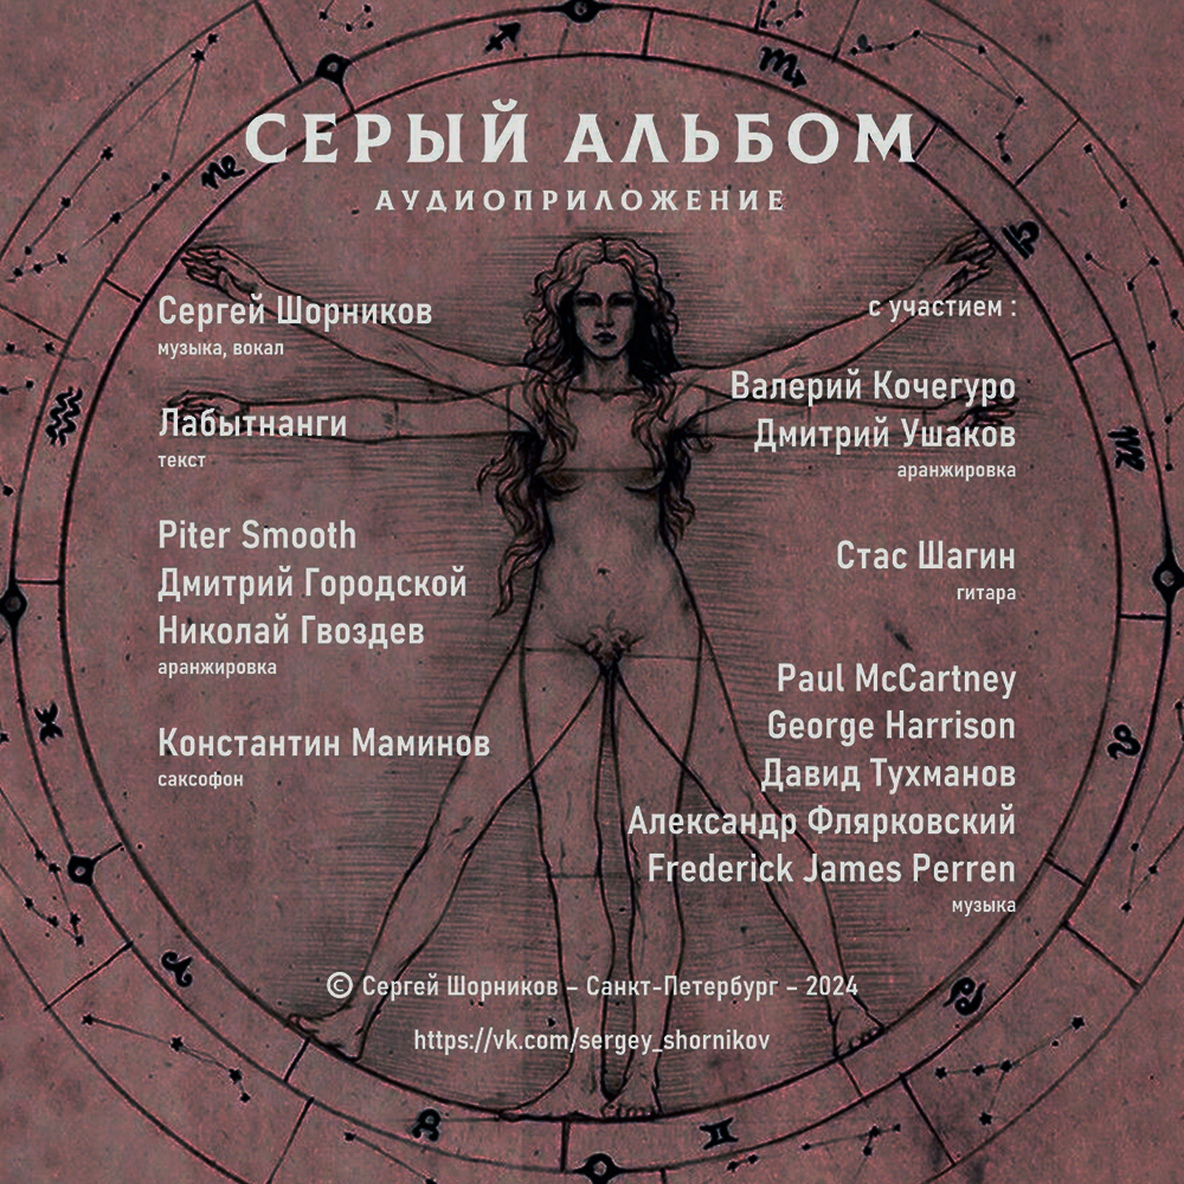 СЕРЫЙ АЛЬБОМ
АУДИОПРИЛОЖЕНИЕ
Сергей Шорников
музыка, вокал
Лабытнанги
текст
Piter Smooth
Дмитрий Городской
Николай Гвоздев
аранжировка
Константин Маминов
саксофон
с участием :
Валерий Кочегуро
Дмитрий Ушаков
аранжировка
Стас Шагин
гитара
Paul McCartney
George Harrison
Давид Тухманов
Александр Флярковский
Frederick James Perren
музыка
© Сергей Шорников – Санкт-Петербург – 2024
https://vk.com/sergey_shornikov